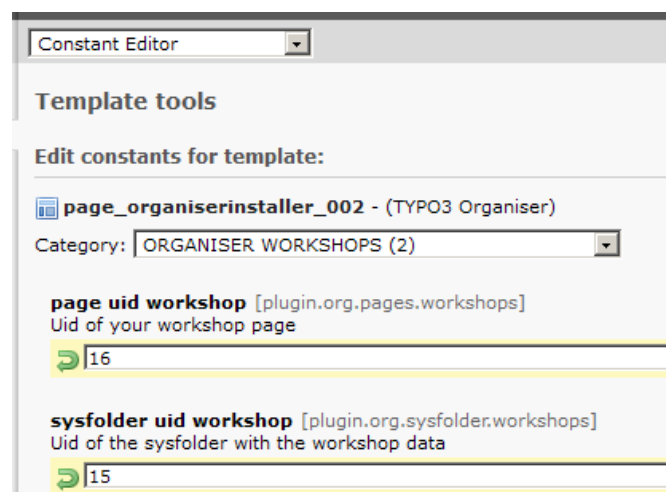 Constant Editor
Template tools
Edit constants for template:
page_organiserinstaller_002 - (TYPO3 Organiser)
Category: ORGANISER WORKSHOPS (2)
page uid workshop [plugin.org.pages.workshops]
Uid of your workshop page
16
sysfolder uid workshop [plugin.org.sysfolder.workshops]
Uid of the sysfolder with the workshop data
15